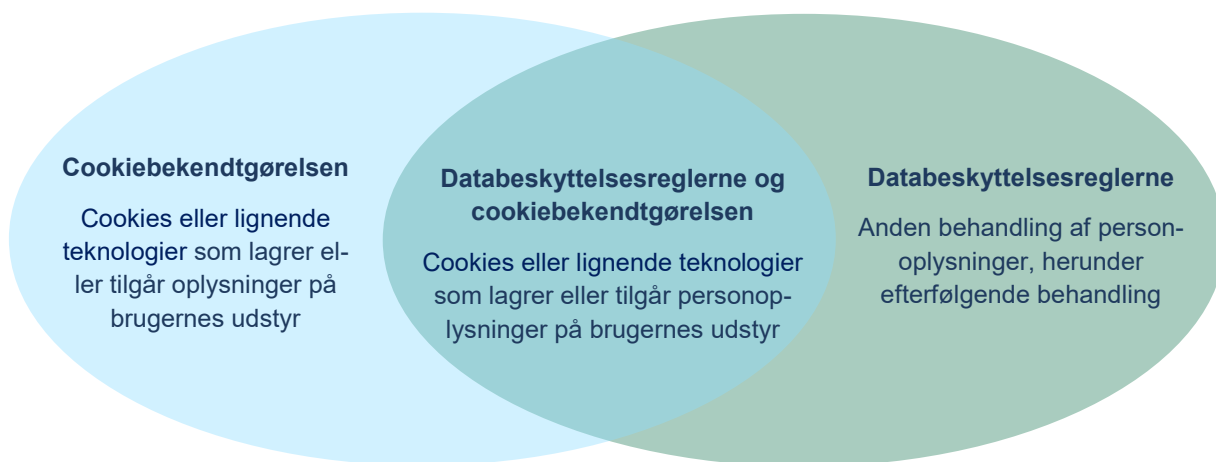 Cookiebekendtgørelsen
Cookies eller lignende
teknologier som lagrer el-
ler tilgår oplysninger på
brugernes udstyr
Databeskyttelsesreglerne og
cookiebekendtgørelsen
Cookies eller lignende teknologier
som lagrer eller tilgår personop-
lysninger på brugernes udstyr
Databeskyttelsesreglerne
Anden behandling af person-
oplysninger, herunder
efterfølgende behandling